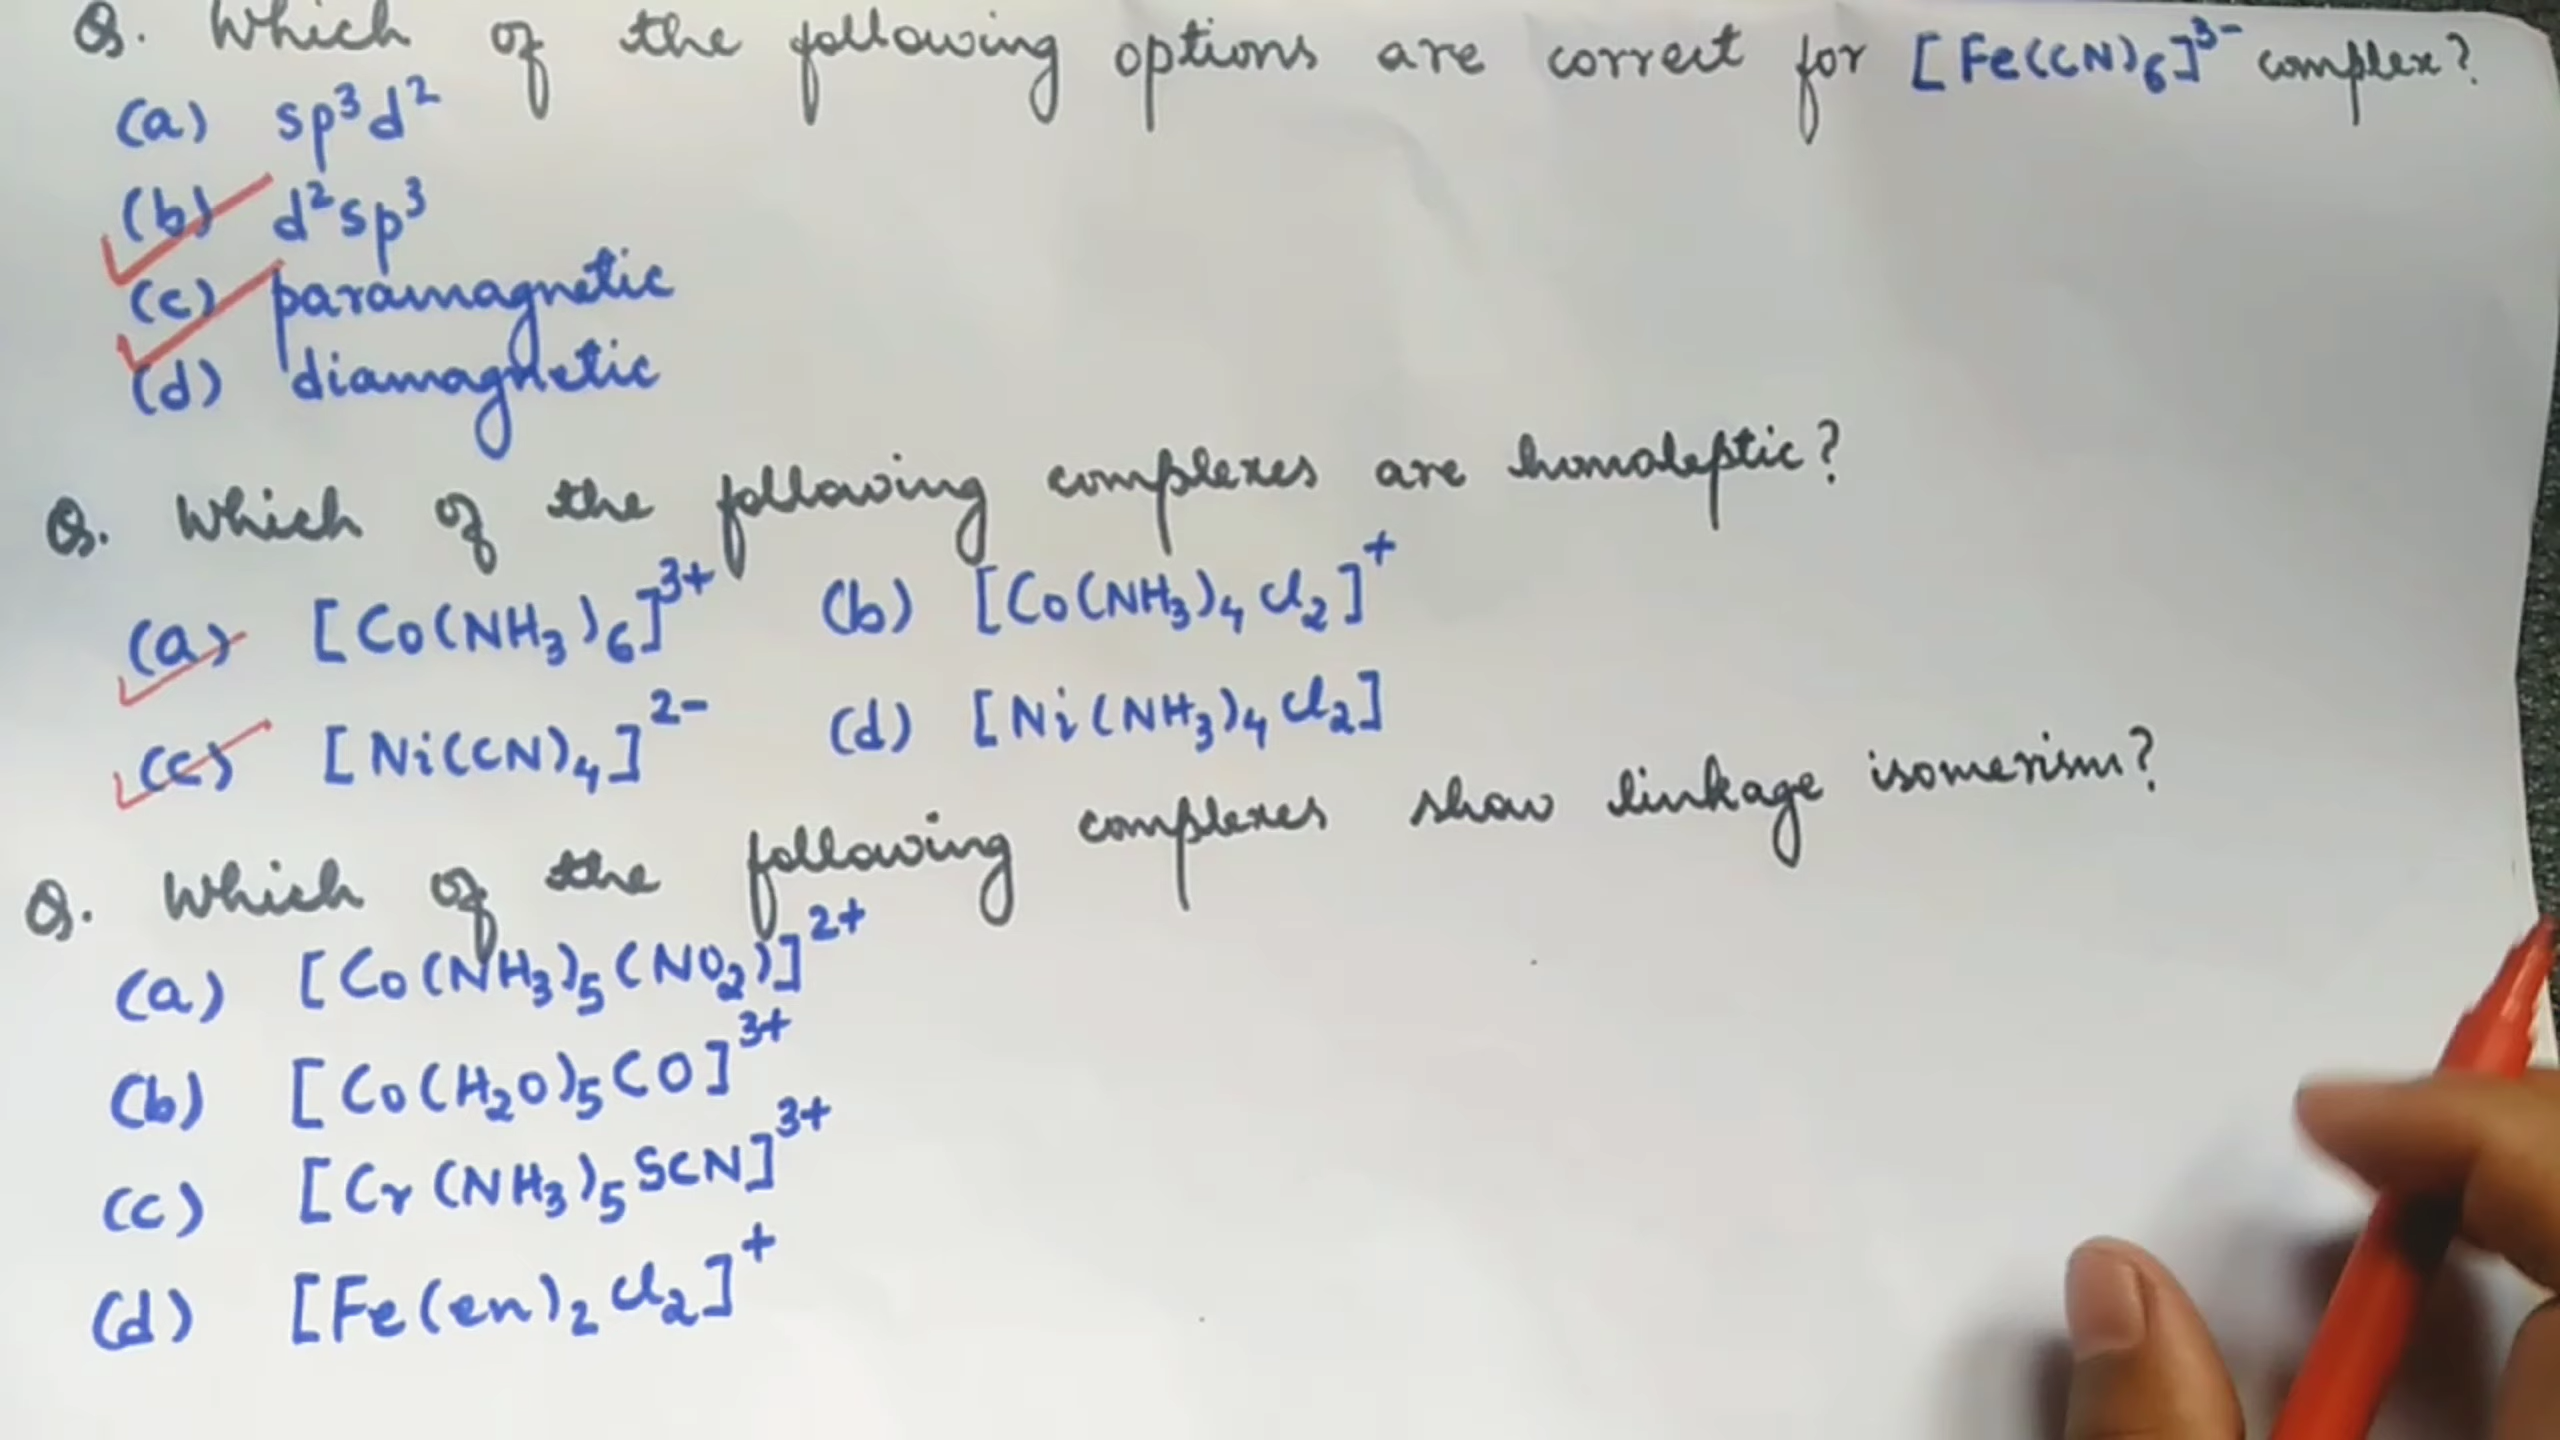 Q. Which of the following options are correct for [Fe(CN)₆]³⁻ complex?
(a) sp³d²
(b) d²sp³
(c) paramagnetic
(d) diamagnetic
Q. Which of the following complexes are homoleptic?
(a) [Co(NH₃)₆]³⁺ (b) [Co(NH₃)₄Cl₂]⁺
(c) [Ni(CN)₄]²⁻ (d) [Ni(NH₃)₄Cl₂]
Q. Which of the following complexes show linkage isomerism?
(a) [Co(NH₃)₅(NO₂)]²⁺
(b) [Co(H₂O)₅CO]³⁺
(c) [Cr(NH₃)₅SCN]³⁺
(d) [Fe(en)₂Cl₂]⁺